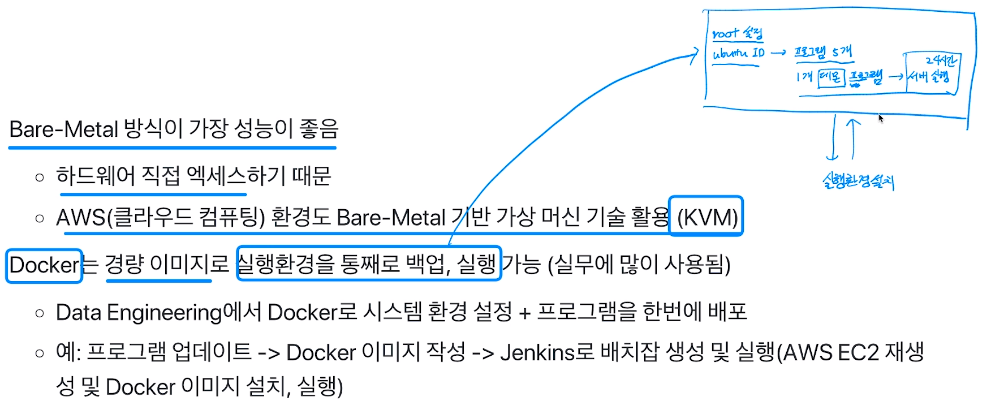 root 설정
ubuntu ID → 프로그램 5개
1개 데몬 프로그램 → 24시간 서버 실행
실행환경설치
Bare-Metal 방식이 가장 성능이 좋음
하드웨어 직접 엑세스하기 때문
AWS(클라우드 컴퓨팅) 환경도 Bare-Metal 기반 가상 머신 기술 활용 (KVM)
Docker는 경량 이미지로 실행환경을 통째로 백업, 실행 가능 (실무에 많이 사용됨)
Data Engineering에서 Docker로 시스템 환경 설정 + 프로그램을 한번에 배포
예: 프로그램 업데이트 -> Docker 이미지 작성 -> Jenkins로 배치잡 생성 및 실행(AWS EC2 재생
성 및 Docker 이미지 설치, 실행)